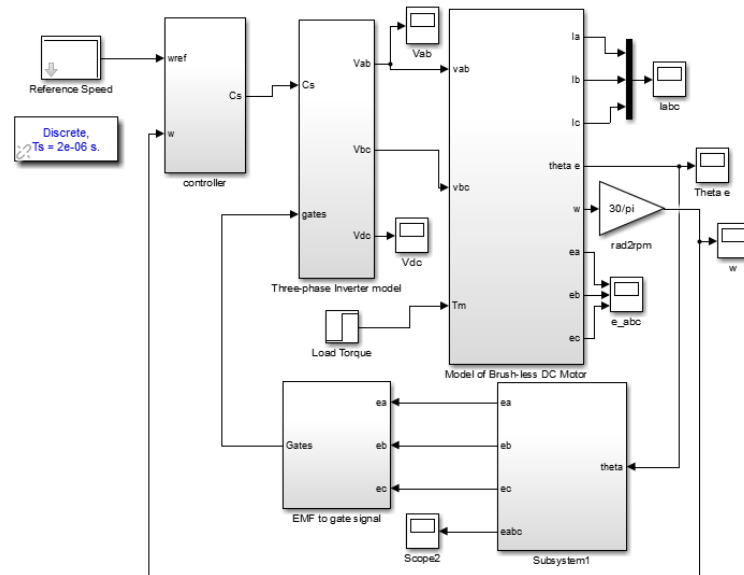 Vab
Ia
Ib
Ic
Iabc
wref
Cs
w
controller
Reference Speed
Discrete,
Ts = 2e-06 s.
Cs
gates
Vab
Vbc
Vdc
Three-phase Inverter model
Vdc
vab
vbc
Tm
theta e
w
ea
eb
ec
Model of Brush-less DC Motor
Theta e
30/pi
rad2rpm
w
e_abc
Load Torque
ea
eb
ec
Gates
EMF to gate signal
ea
eb
ec
eabc
theta
Subsystem1
Scope2